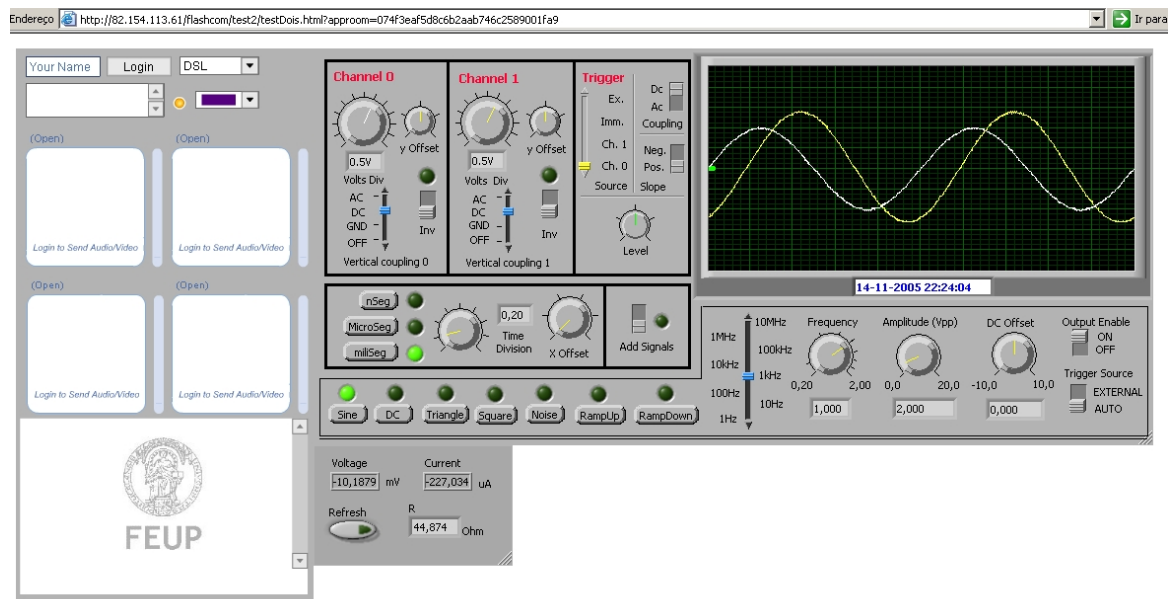 Endereço http://82.154.113.61/flashcom/test2/testDois.html?approom=074f3eaf5d8c6b2aab746c2589001fa9 Ir para
Your Name Login DSL
(Open) (Open)
Login to Send Audio/Video Login to Send Audio/Video
(Open) (Open)
Login to Send Audio/Video Login to Send Audio/Video
FEUP
Channel 0
y Offset
0.5V
Volts Div
AC
DC
GND
OFF
Inv
Vertical coupling 0
Channel 1
y Offset
0.5V
Volts Div
AC
DC
GND
OFF
Inv
Vertical coupling 1
Trigger
Ex.
Imm.
Ch. 1
Ch. 0
Source
Dc
Ac
Coupling
Neg.
Pos.
Slope
Level
14-11-2005 22:24:04
nSeg
MicroSeg
miliSeg
0,20
Time
Division
X Offset
Add Signals
Sine DC Triangle Square Noise RampUp RampDown
10MHz
1MHz
100kHz
10kHz
1kHz
100Hz
10Hz
1Hz
Frequency
0,20 2,00
1,000
Amplitude (Vpp)
0,0 20,0
2,000
DC Offset
-10,0 10,0
0,000
Output Enable
ON
OFF
Trigger Source
EXTERNAL
AUTO
Voltage Current
-10,1879 mV -227,034 uA
Refresh R
44,874 Ohm